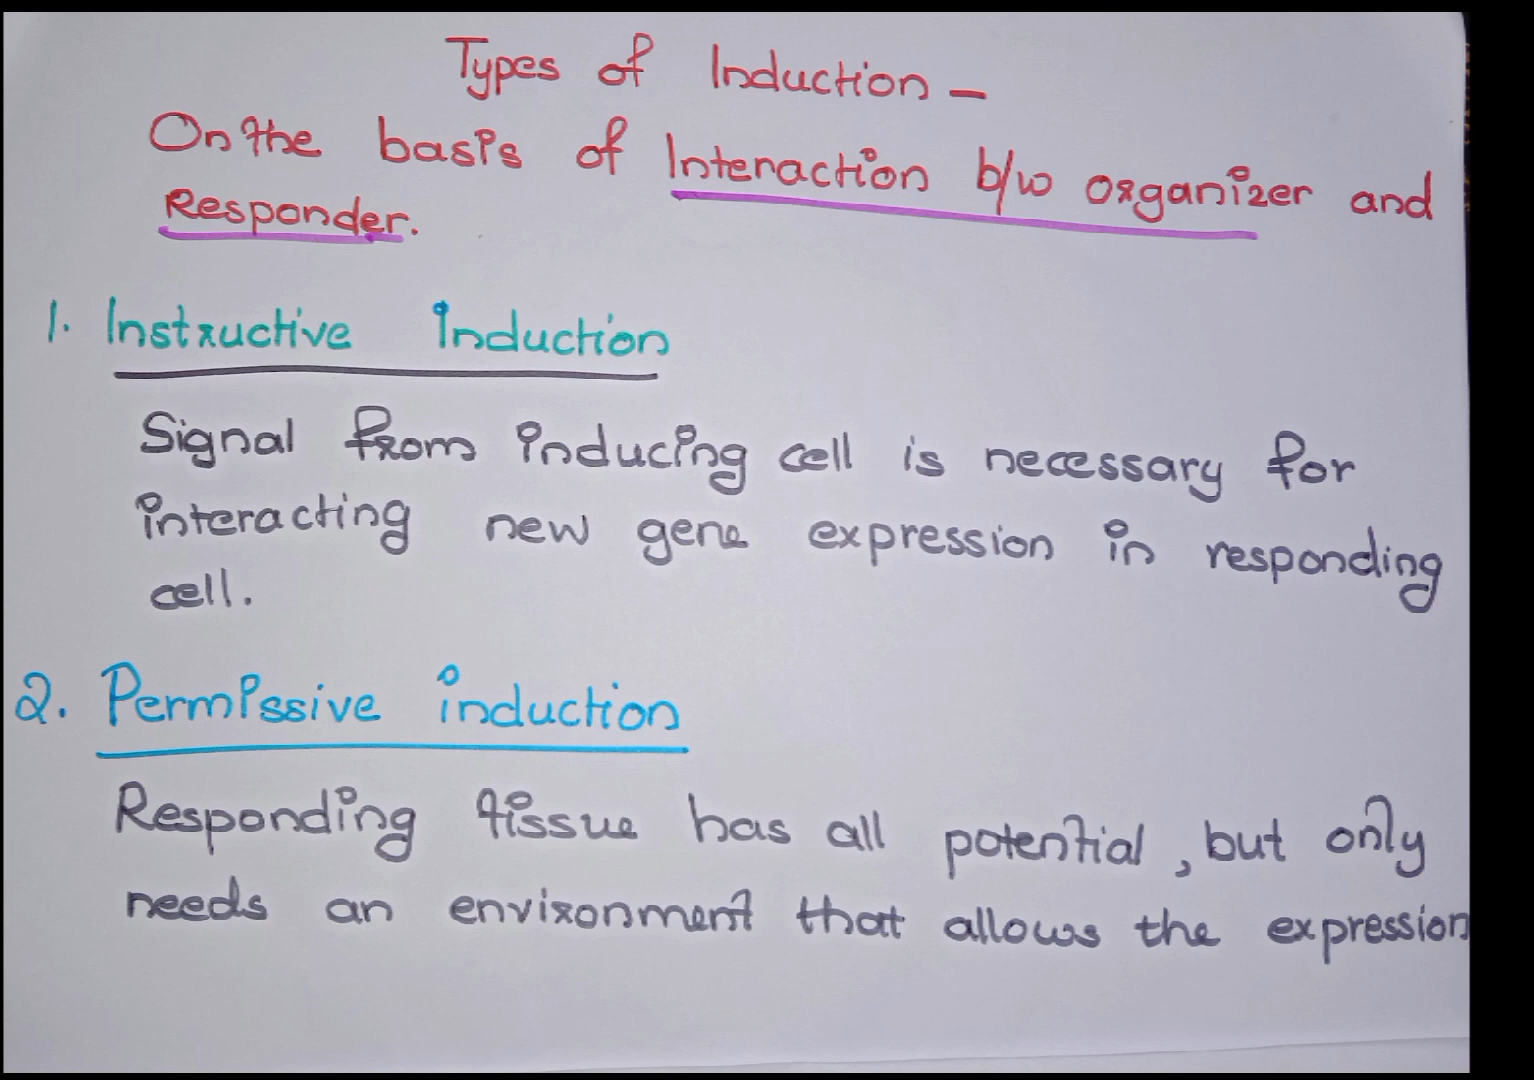 Types of Induction -
On the basis of Interaction b/w organizer and
Responder.
1. Instructive induction
Signal from inducing cell is necessary for
interacting new gene expression in responding
cell.
2. Permissive induction
Responding tissue has all potential, but only
needs an environment that allows the expression